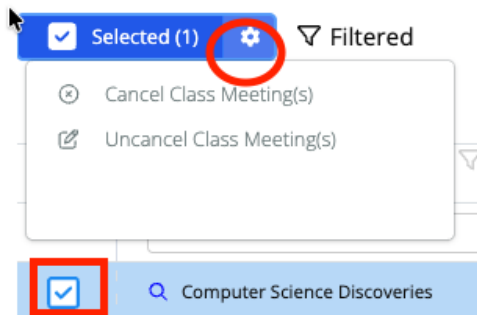 Selected (1) Filtered
Cancel Class Meeting(s)
Uncancel Class Meeting(s)
Computer Science Discoveries